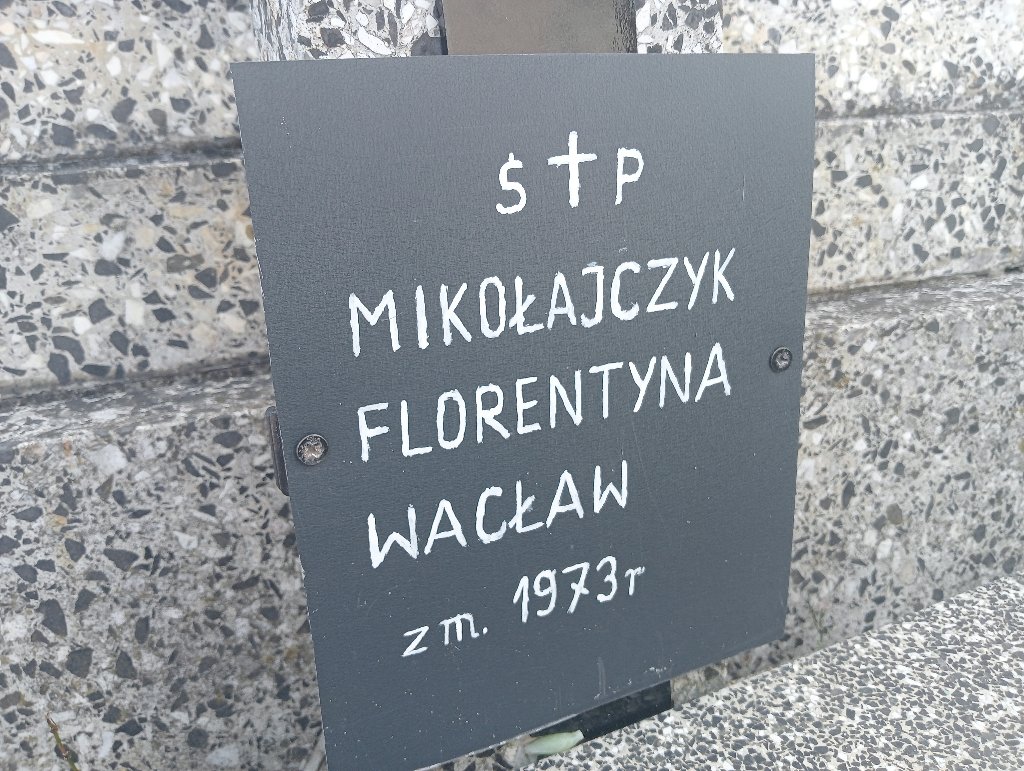 Ś✝P
MIKOŁAJCZYK
FLORENTYNA
WACŁAW
zm. 1973r